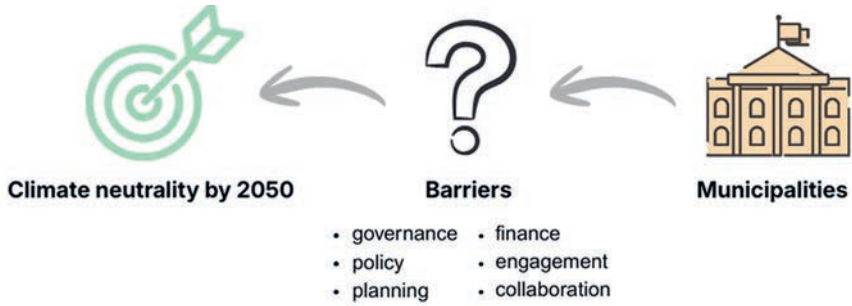 Climate neutrality by 2050
Barriers
Municipalities
• governance
• policy
• planning
• finance
• engagement
• collaboration